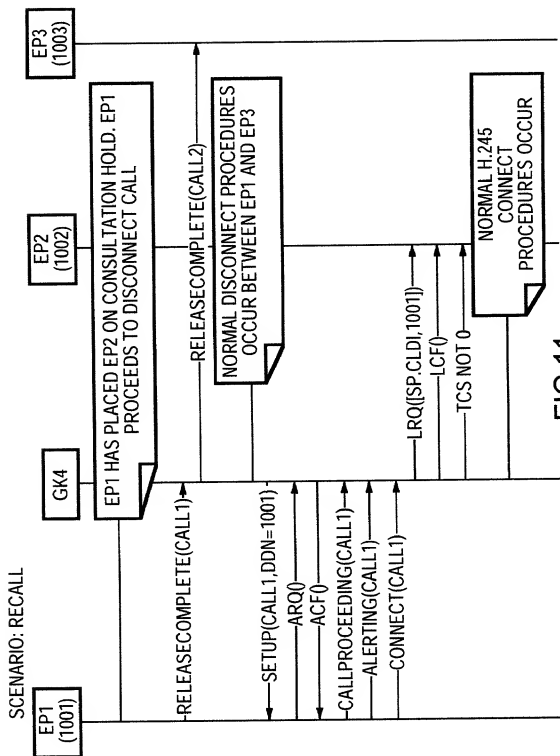 SCENARIO: RECALL
EP1
(1001)
GK4
EP2
(1002)
EP3
(1003)
EP1 HAS PLACED EP2 ON CONSULTATION HOLD. EP1
PROCEEDS TO DISCONNECT CALL
RELEASECOMPLETE(CALL1)
RELEASECOMPLETE(CALL2)
NORMAL DISCONNECT PROCEDURES
OCCUR BETWEEN EP1 AND EP3
SETUP(CALL1,DDN=1001)
ARQ()
ACF()
CALLPROCEEDING(CALL1)
ALERTING(CALL1)
CONNECT(CALL1)
LRQ([SP.CLDI,1001])
LCF()
TCS NOT 0
NORMAL H.245
CONNECT
PROCEDURES OCCUR